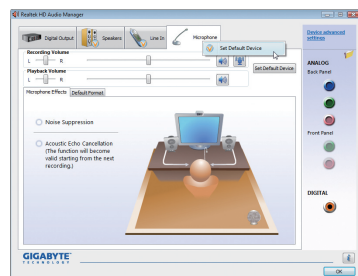 Realtek HD Audio Manager
Digital Output
Speakers
Line In
Microphone
Set Default Device
Device advanced
settings
Recording Volume
L
R
Set Default Device
Playback Volume
L
R
Microphone Effects
Default Format
Noise Suppression
Acoustic Echo Cancellation
(The function will become
valid starting from the next
recording.)
ANALOG
Back Panel
Front Panel
DIGITAL
GIGABYTE
TECHNOLOGY
OK